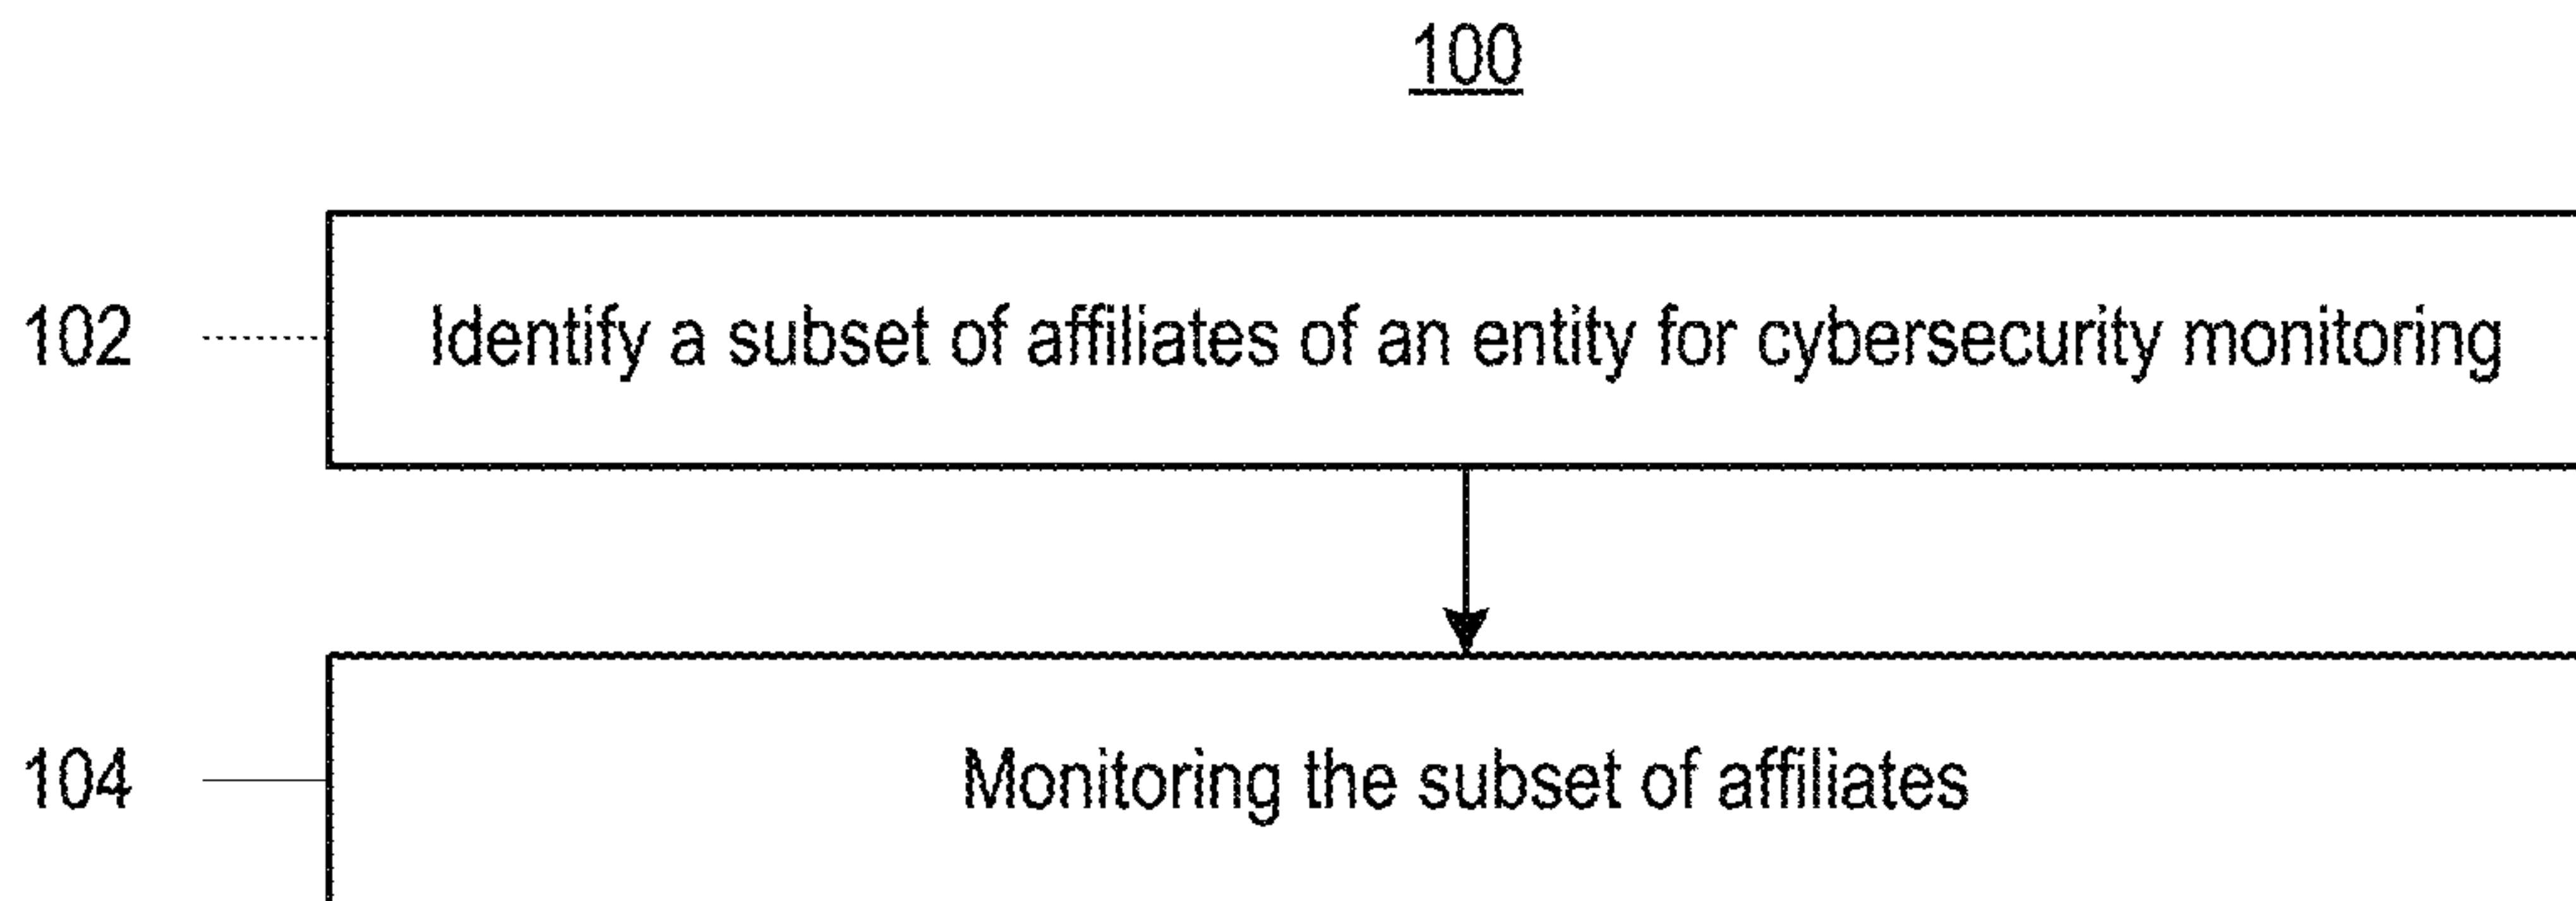 100
102 Identify a subset of affiliates of an entity for cybersecurity monitoring
104 Monitoring the subset of affiliates